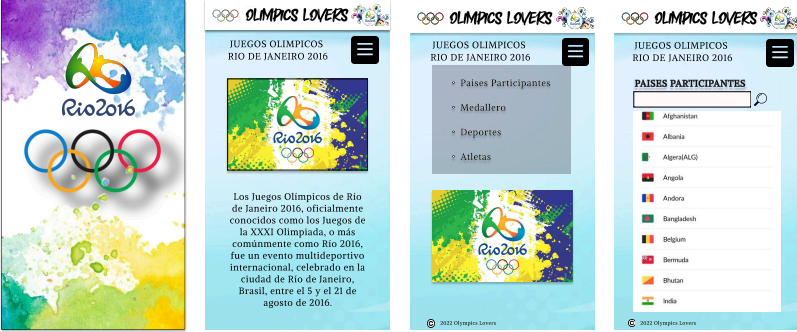 Rio2016
OLIMPICS LOVERS
JUEGOS OLIMPICOS
RIO DE JANEIRO 2016
Rio2016
Los Juegos Olímpicos de Río
de Janeiro 2016, oficialmente
conocidos como los Juegos de
la XXXI Olimpiada, o más
comúnmente como Río 2016,
fue un evento multideportivo
internacional, celebrado en la
ciudad de Río de Janeiro,
Brasil, entre el 5 y el 21 de
agosto de 2016.
OLIMPICS LOVERS
JUEGOS OLIMPICOS
RIO DE JANEIRO 2016
Paises Participantes
Medallero
Deportes
Atletas
Rio2016
© 2022 Olympics Lovers
OLIMPICS LOVERS
JUEGOS OLIMPICOS
RIO DE JANEIRO 2016
PAISES PARTICIPANTES
Afghanistan
Albania
Algera(ALG)
Angola
Andora
Bangladesh
Belgium
Bermuda
Bhutan
India
© 2022 Olympics Lovers